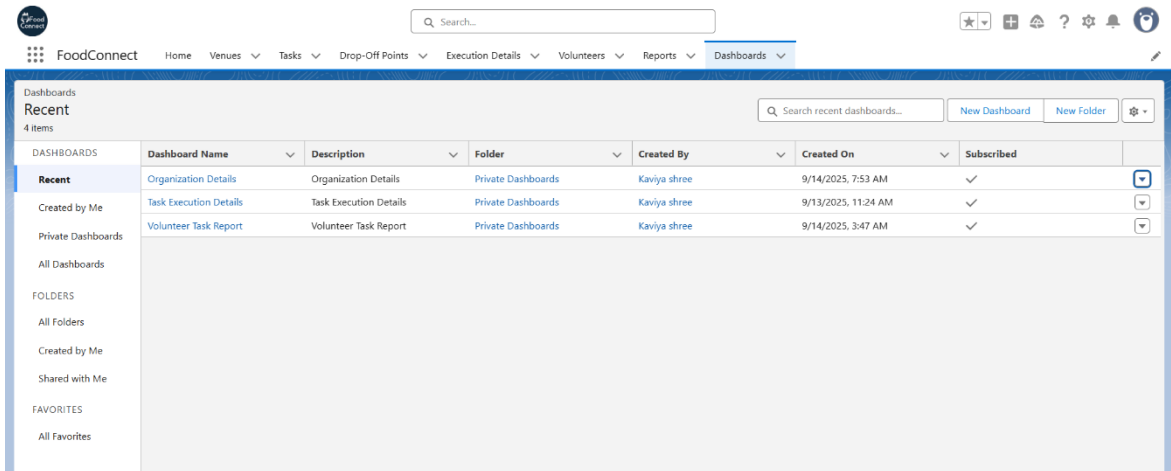 Food
Connect
Search...
FoodConnect Home Venues Tasks Drop-Off Points Execution Details Volunteers Reports Dashboards
Dashboards
Recent
4 items
Search recent dashboards...
New Dashboard New Folder
DASHBOARDS
Recent
Created by Me
Private Dashboards
All Dashboards
FOLDERS
All Folders
Created by Me
Shared with Me
FAVORITES
All Favorites
Dashboard Name Description Folder Created By Created On Subscribed
Organization Details Organization Details Private Dashboards Kaviya shree 9/14/2025, 7:53 AM
Task Execution Details Task Execution Details Private Dashboards Kaviya shree 9/13/2025, 11:24 AM
Volunteer Task Report Volunteer Task Report Private Dashboards Kaviya shree 9/14/2025, 3:47 AM